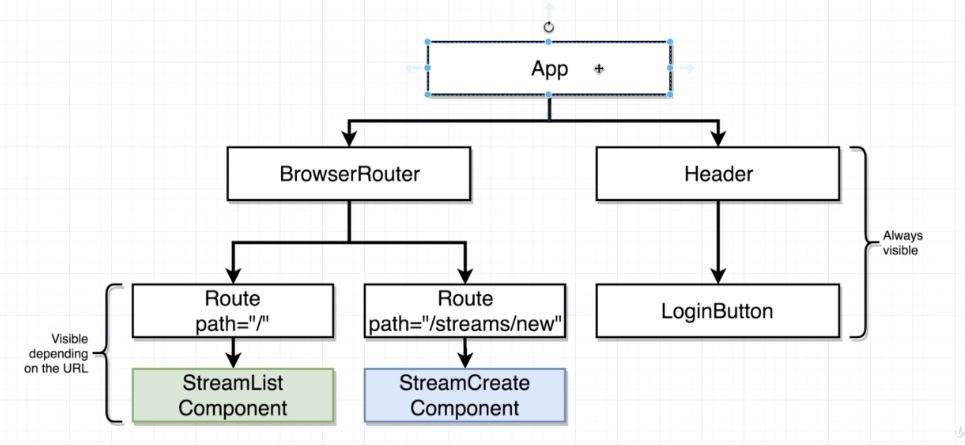 App
BrowserRouter
Header
Always
visible
Route
path="/"
Route
path="/streams/new"
LoginButton
Visible
depending
on the URL
StreamList
Component
StreamCreate
Component